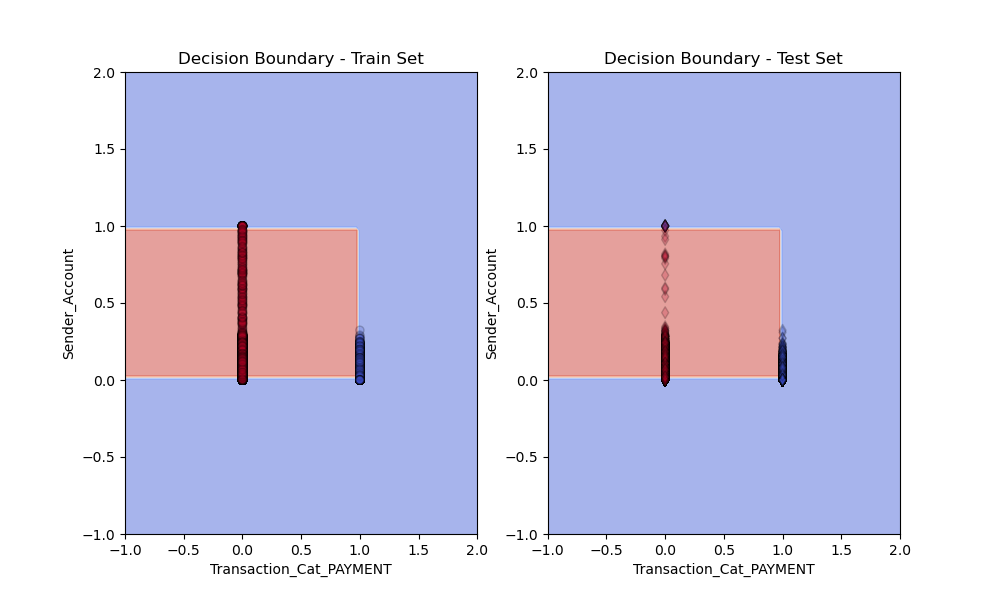 Decision Boundary - Train Set
2.0
1.5
1.0
0.5
0.0
−0.5
−1.0
Sender_Account
−1.0 −0.5 0.0 0.5 1.0 1.5 2.0
Transaction_Cat_PAYMENT
Decision Boundary - Test Set
2.0
1.5
1.0
0.5
0.0
−0.5
−1.0
Sender_Account
−1.0 −0.5 0.0 0.5 1.0 1.5 2.0
Transaction_Cat_PAYMENT